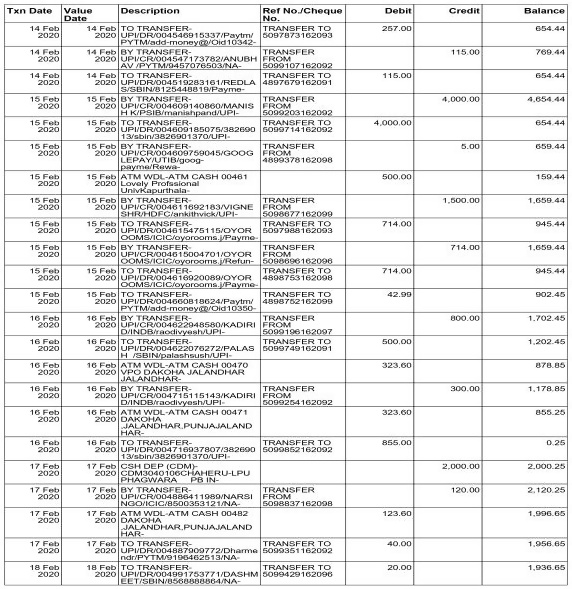 Txn Date Value Date Description Ref No./Cheque No. Debit Credit Balance
14 Feb 2020 14 Feb 2020 TO TRANSFER-UPI/DR/004546915337/Paytm/PYTM/add-money@/Oid10342- TRANSFER TO 5097873162093 257.00 654.44
14 Feb 2020 14 Feb 2020 BY TRANSFER-UPI/CR/004547173782/ANUBHAV /PYTM/9457076503/NA- TRANSFER FROM 5099107162092 115.00 769.44
14 Feb 2020 14 Feb 2020 TO TRANSFER-UPI/DR/004519283161/REDLAS/SBIN/8125448819/Payme- TRANSFER TO 4897679162091 115.00 654.44
15 Feb 2020 15 Feb 2020 BY TRANSFER-UPI/CR/004609140860/MANISH K/PSIB/manishpand/UPI- TRANSFER FROM 5099203162092 4,000.00 4,654.44
15 Feb 2020 15 Feb 2020 TO TRANSFER-UPI/DR/004609185075/38269013/sbin/3826901370/UPI- TRANSFER TO 5099714162092 4,000.00 654.44
15 Feb 2020 15 Feb 2020 BY TRANSFER-UPI/CR/004609759045/GOOGLEPAY/UTIB/goog-payme/Rewa- TRANSFER FROM 4899378162098 5.00 659.44
15 Feb 2020 15 Feb 2020 ATM WDL-ATM CASH 00461 Lovely Profssional UnivKapurthala- 500.00 159.44
15 Feb 2020 15 Feb 2020 BY TRANSFER-UPI/CR/004611692183/VIGNESHR/HDFC/ankithvick/UPI- TRANSFER FROM 5098677162099 1,500.00 1,659.44
15 Feb 2020 15 Feb 2020 TO TRANSFER-UPI/DR/004615475115/OYOROOMS/ICIC/oyorooms.j/Payme- TRANSFER TO 5097988162093 714.00 945.44
15 Feb 2020 15 Feb 2020 BY TRANSFER-UPI/CR/004615004701/OYOROOMS/ICIC/oyorooms.j/Refun- TRANSFER FROM 5098696162096 714.00 1,659.44
15 Feb 2020 15 Feb 2020 TO TRANSFER-UPI/DR/004616920089/OYOROOMS/ICIC/oyorooms.j/Payme- TRANSFER TO 4898753162098 714.00 945.44
15 Feb 2020 15 Feb 2020 TO TRANSFER-UPI/DR/004660818624/Paytm/PYTM/add-money@/Oid10350- TRANSFER TO 4898752162099 42.99 902.45
16 Feb 2020 16 Feb 2020 BY TRANSFER-UPI/CR/004622948580/KADIRID/INDB/raodivyesh/UPI- TRANSFER FROM 5099196162097 800.00 1,702.45
16 Feb 2020 16 Feb 2020 TO TRANSFER-UPI/DR/004622076272/PALASH /SBIN/palashsush/UPI- TRANSFER TO 5099749162091 500.00 1,202.45
16 Feb 2020 16 Feb 2020 ATM WDL-ATM CASH 00470 VPO DAKOHA JALANDHAR JALANDHAR- 323.60 878.85
16 Feb 2020 16 Feb 2020 BY TRANSFER-UPI/CR/004715115143/KADIRID/INDB/raodivyesh/UPI- TRANSFER FROM 5099254162092 300.00 1,178.85
16 Feb 2020 16 Feb 2020 ATM WDL-ATM CASH 00471 DAKOHA ,JALANDHAR,PUNJAJALANDHAR- 323.60 855.25
16 Feb 2020 16 Feb 2020 TO TRANSFER-UPI/DR/004716937807/38269013/sbin/3826901370/UPI- TRANSFER TO 5099852162092 855.00 0.25
17 Feb 2020 17 Feb 2020 CSH DEP (CDM)-CDM3040106CHAHERU-LPU PHAGWARA PB IN- 2,000.00 2,000.25
17 Feb 2020 17 Feb 2020 BY TRANSFER-UPI/CR/004886411989/NARSINGO/ICIC/8500353121/NA- TRANSFER FROM 5098837162098 120.00 2,120.25
17 Feb 2020 17 Feb 2020 ATM WDL-ATM CASH 00482 DAKOHA ,JALANDHAR,PUNJAJALANDHAR- 123.60 1,996.65
17 Feb 2020 17 Feb 2020 TO TRANSFER-UPI/DR/004887909772/Dharmendr/PYTM/9196462513/NA- TRANSFER TO 5099351162092 40.00 1,956.65
18 Feb 2020 18 Feb 2020 TO TRANSFER-UPI/DR/004991753771/DASHMEET/SBIN/8568888864/NA- TRANSFER TO 5099429162096 20.00 1,936.65